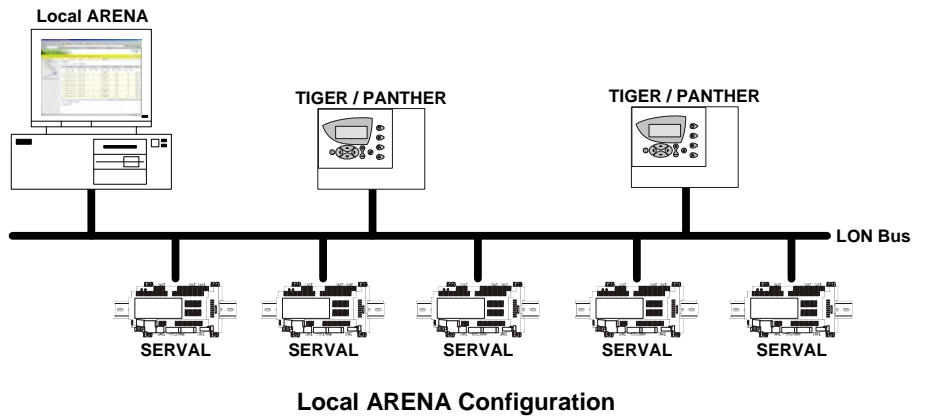 Local ARENA
TIGER / PANTHER
TIGER / PANTHER
LON Bus
SERVAL
SERVAL
SERVAL
SERVAL
SERVAL
Local ARENA Configuration